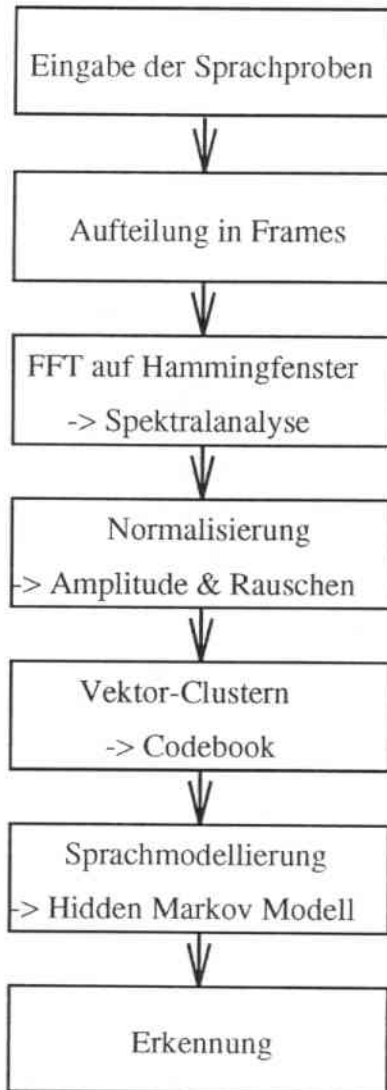 Eingabe der Sprachproben
Aufteilung in Frames
FFT auf Hammingfenster
-> Spektralanalyse
Normalisierung
-> Amplitude & Rauschen
Vektor-Clustern
-> Codebook
Sprachmodellierung
-> Hidden Markov Modell
Erkennung